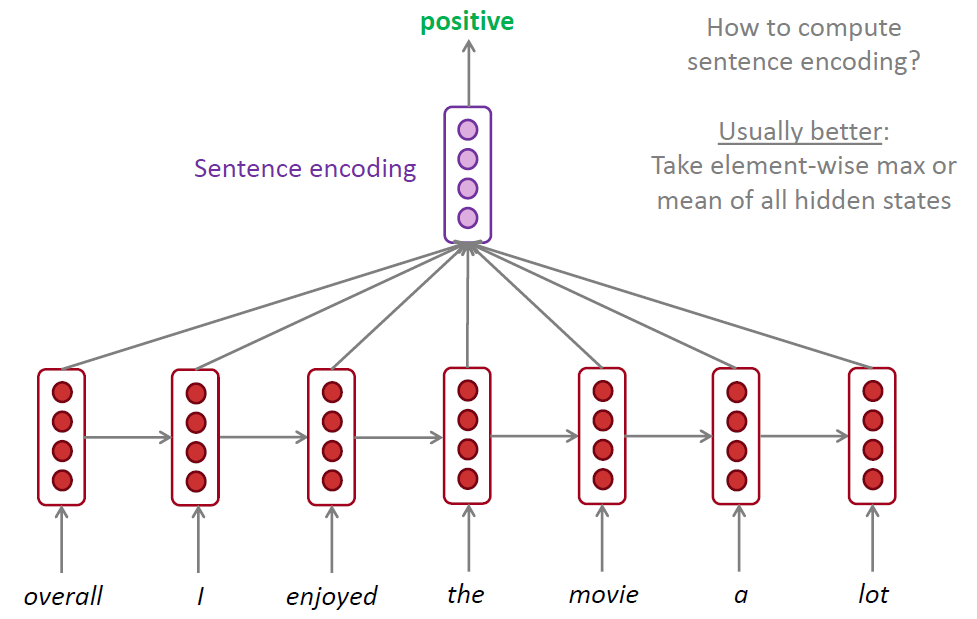 positive
How to compute
sentence encoding?
Usually better:
Take element-wise max or
mean of all hidden states
Sentence encoding
overall I enjoyed the movie a lot